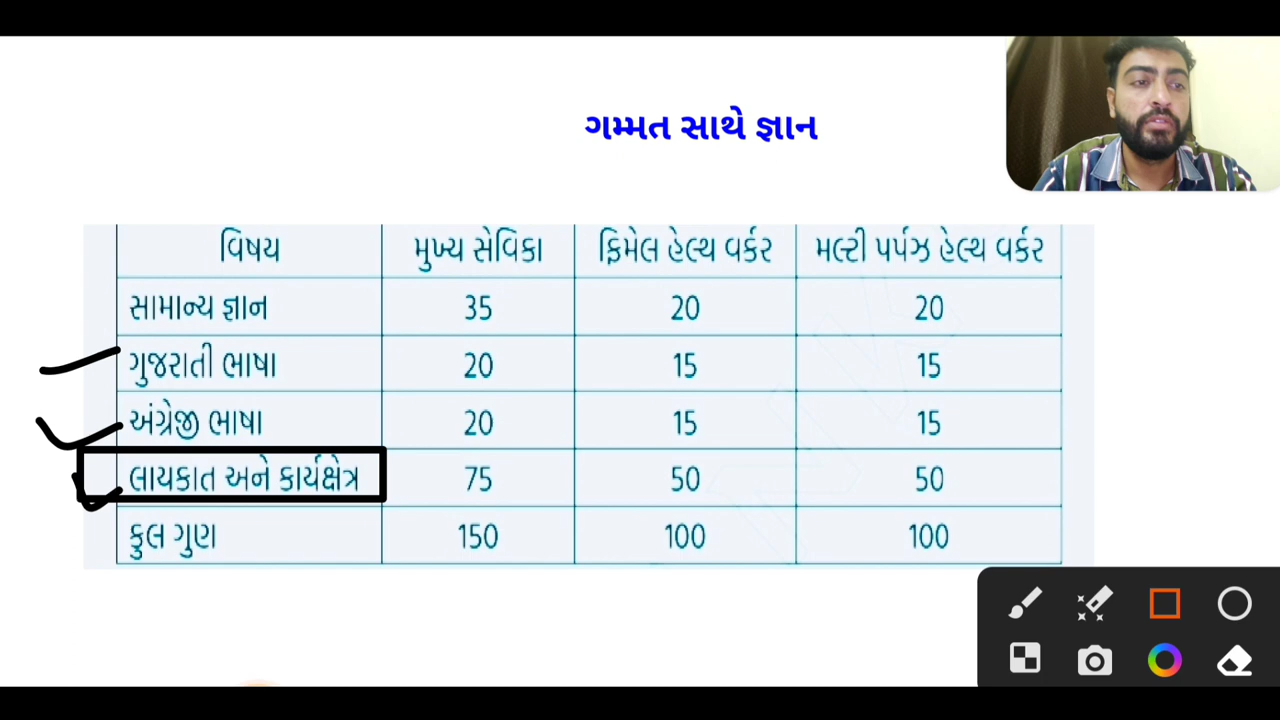 ગમ્મત સાથે જ્ઞાન
વિષય મુખ્ય સેવિકા ફિમેલ હેલ્થ વર્કર મલ્ટી પર્પઝ હેલ્થ વર્કર
સામાન્ય જ્ઞાન 35 20 20
ગુજરાતી ભાષા 20 15 15
અંગ્રેજી ભાષા 20 15 15
લાયકાત અને કાર્યક્ષેત્ર 75 50 50
કુલ ગુણ 150 100 100